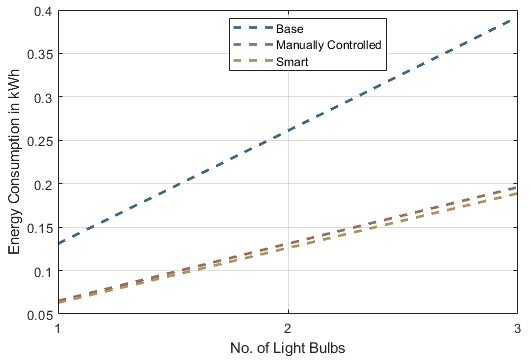 0.4
0.35
0.3
0.25
0.2
0.15
0.1
0.05
Energy Consumption in kWh
Base
Manually Controlled
Smart
1 2 3
No. of Light Bulbs